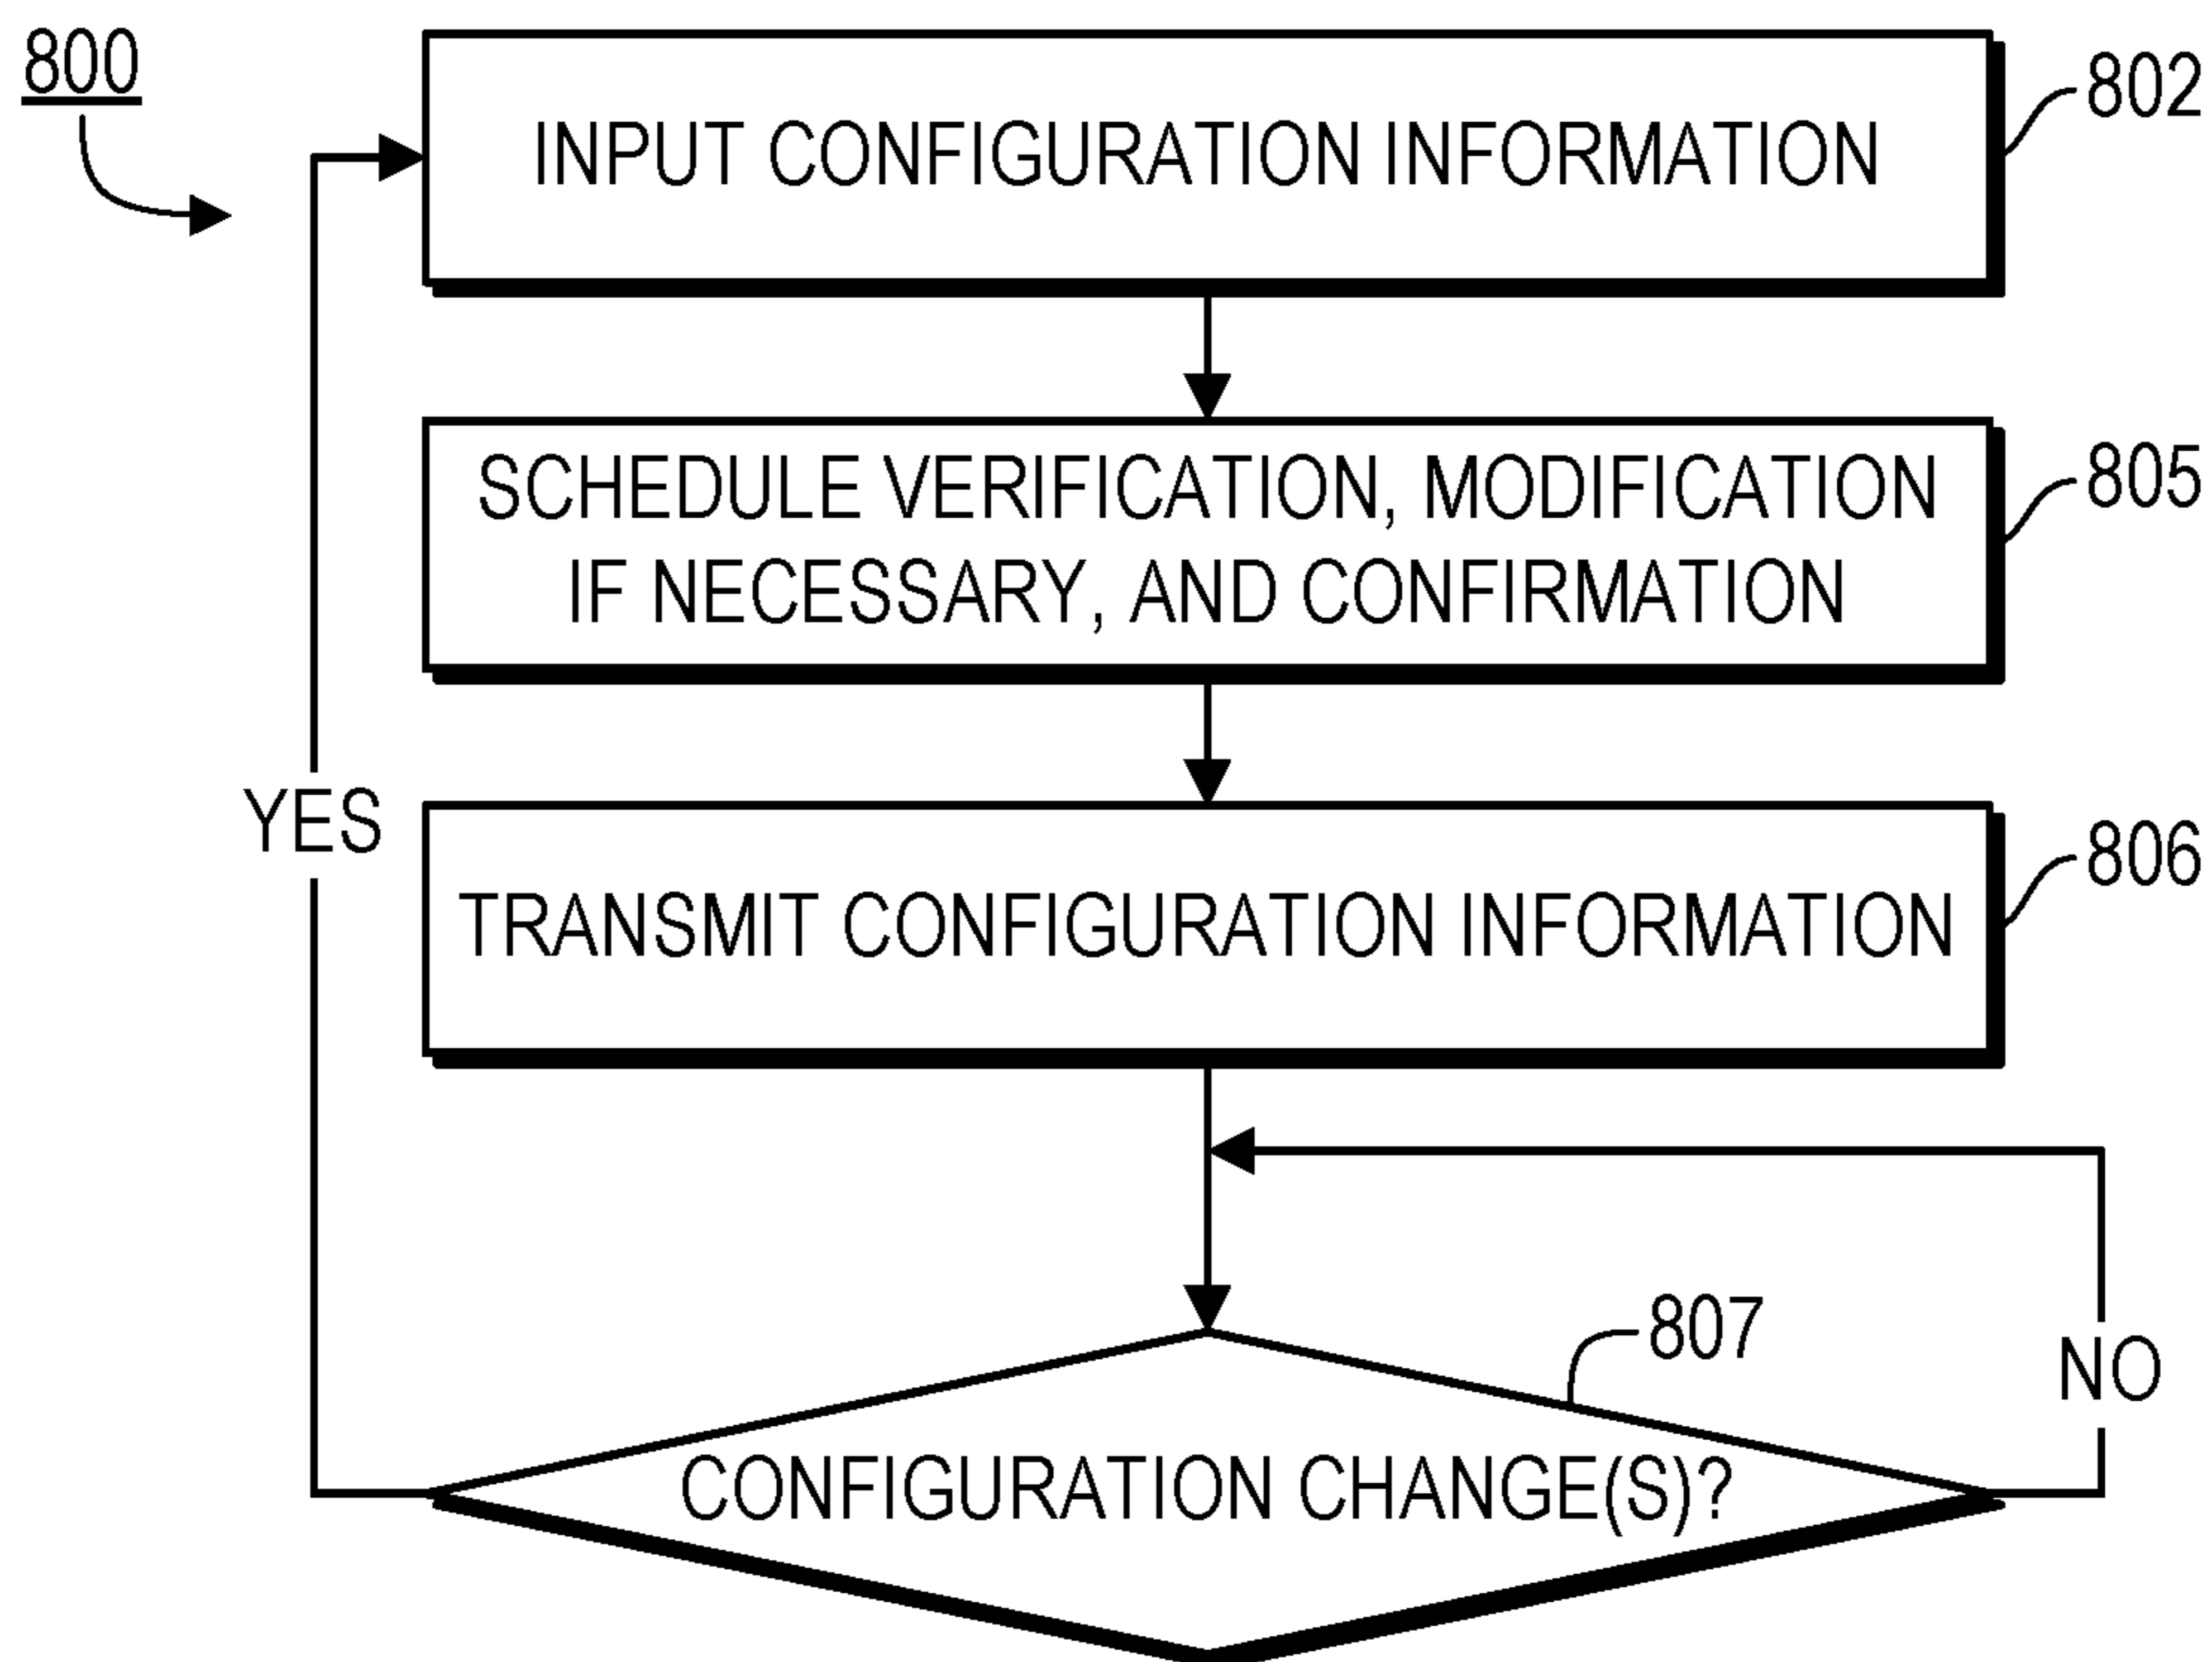 800
INPUT CONFIGURATION INFORMATION
802
SCHEDULE VERIFICATION, MODIFICATION
IF NECESSARY, AND CONFIRMATION
805
YES
TRANSMIT CONFIGURATION INFORMATION
806
807
NO
CONFIGURATION CHANGE(S)?